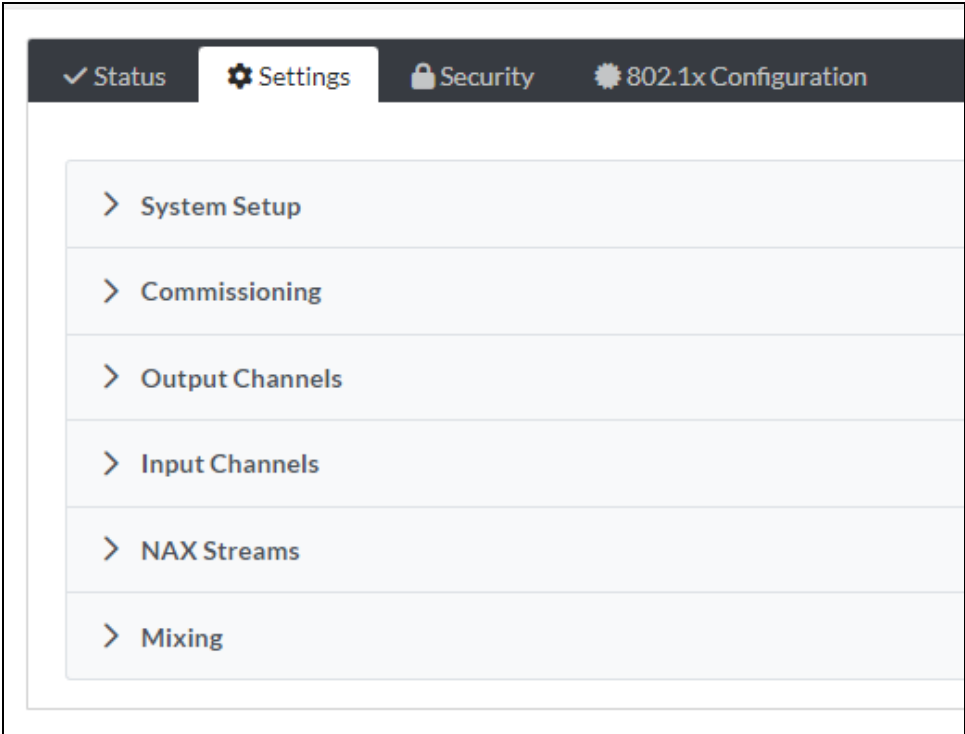 Status Settings Security 802.1x Configuration
System Setup
Commissioning
Output Channels
Input Channels
NAX Streams
Mixing